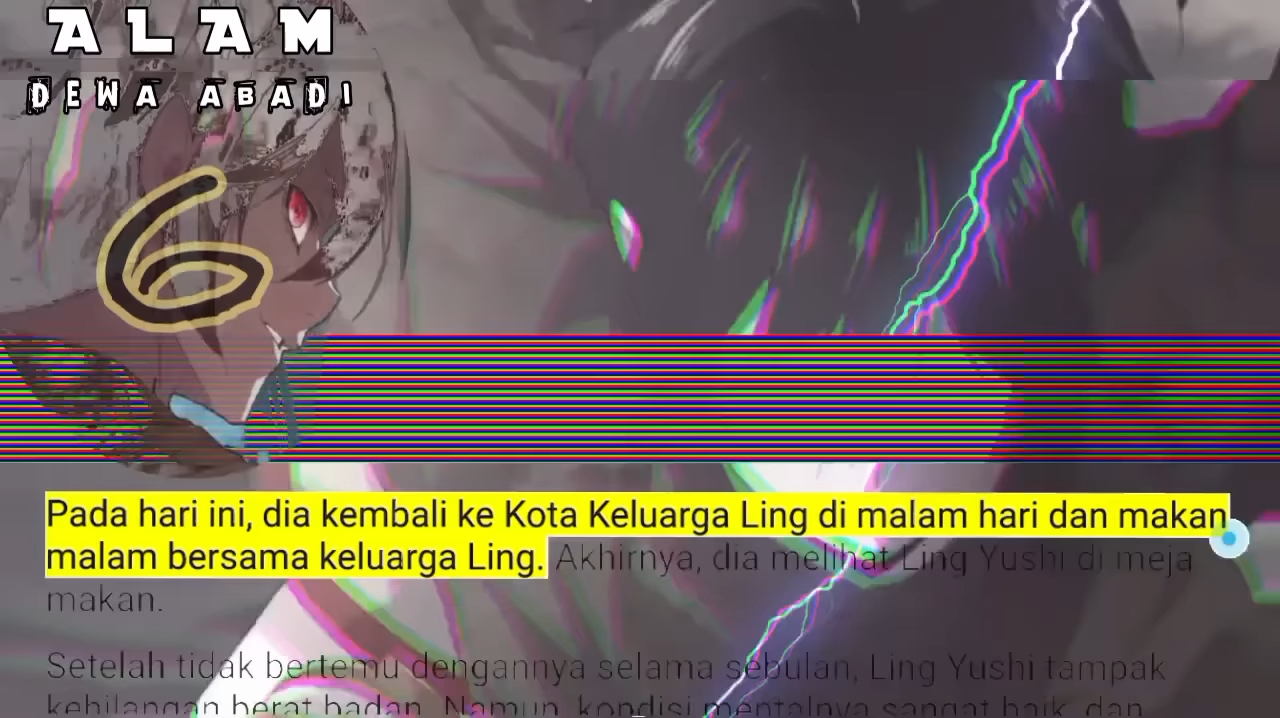 ALAM
DEWA ABADI
6
Pada hari ini, dia kembali ke Kota Keluarga Ling di malam hari dan makan
malam bersama keluarga Ling. Akhirnya, dia melihat Ling Yushi di meja
makan.
Setelah tidak bertemu dengannya selama sebulan, Ling Yushi tampak
kehilangan berat badan. Namun, kondisi mentalnya sangat baik, dan